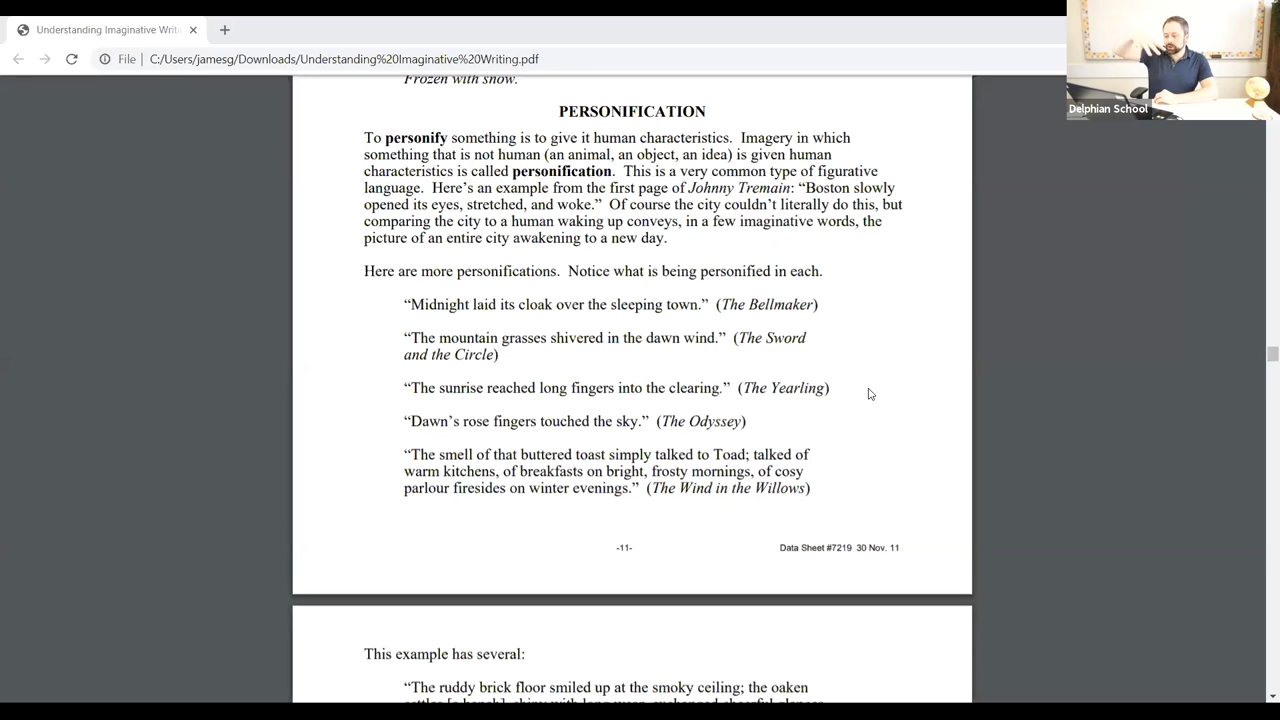 Understanding Imaginative Writi
File
C:/Users/jamesg/Downloads/Understanding%20Imaginative%20Writing.pdf
Delphian School
Frozen with snow.
PERSONIFICATION
To personify something is to give it human characteristics. Imagery in which
something that is not human (an animal, an object, an idea) is given human
characteristics is called personification. This is a very common type of figurative
language. Here’s an example from the first page of Johnny Tremain: “Boston slowly
opened its eyes, stretched, and woke.” Of course the city couldn’t literally do this, but
comparing the city to a human waking up conveys, in a few imaginative words, the
picture of an entire city awakening to a new day.
Here are more personifications. Notice what is being personified in each.
“Midnight laid its cloak over the sleeping town.” (The Bellmaker)
“The mountain grasses shivered in the dawn wind.” (The Sword
and the Circle)
“The sunrise reached long fingers into the clearing.” (The Yearling)
“Dawn’s rose fingers touched the sky.” (The Odyssey)
“The smell of that buttered toast simply talked to Toad; talked of
warm kitchens, of breakfasts on bright, frosty mornings, of cosy
parlour firesides on winter evenings.” (The Wind in the Willows)
-11-
Data Sheet #7219 30 Nov. 11
This example has several:
“The ruddy brick floor smiled up at the smoky ceiling; the oaken
settles [a bench], shiny with long wear, exchanged cheerful glances